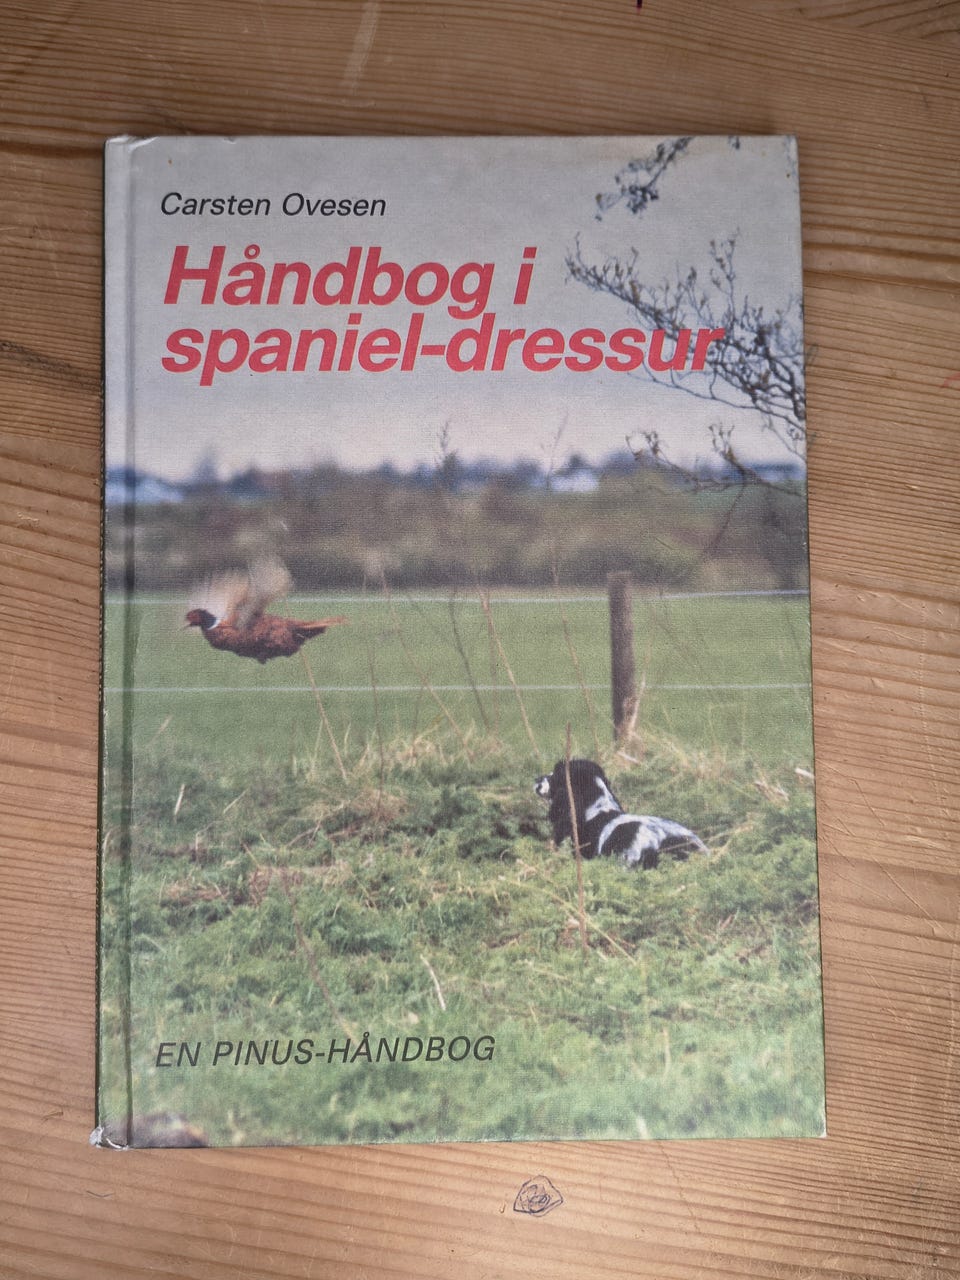 Carsten Ovesen
Håndbog i
spaniel-dressur
EN PINUS-HÅNDBOG